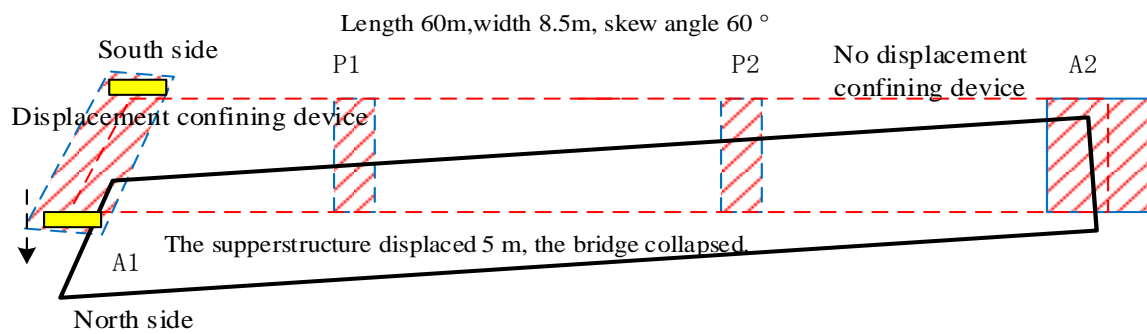 Length 60m,width 8.5m, skew angle 60 °
South side
P1
P2
No displacement
confining device
A2
Displacement confining device
The supperstructure displaced 5 m, the bridge collapsed.
A1
North side